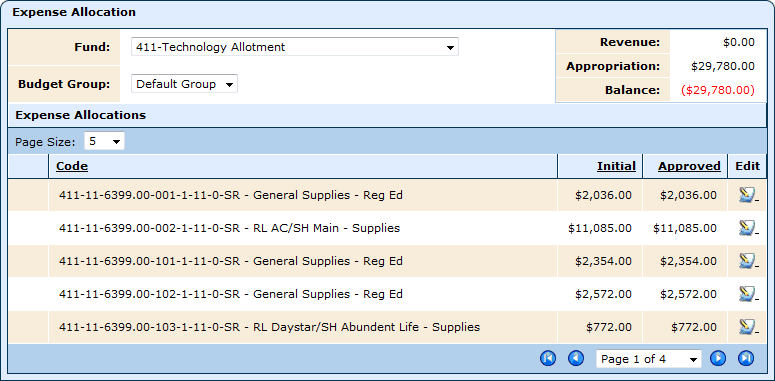 Expense Allocation
Fund: 411-Technology Allotment
Budget Group: Default Group
Revenue: $0.00
Appropriation: $29,780.00
Balance: ($29,780.00)
Expense Allocations
Page Size: 5
Code Initial Approved Edit
411-11-6399.00-001-1-11-0-SR - General Supplies - Reg Ed $2,036.00 $2,036.00
411-11-6399.00-002-1-11-0-SR - RL AC/SH Main - Supplies $11,085.00 $11,085.00
411-11-6399.00-101-1-11-0-SR - General Supplies - Reg Ed $2,354.00 $2,354.00
411-11-6399.00-102-1-11-0-SR - General Supplies - Reg Ed $2,572.00 $2,572.00
411-11-6399.00-103-1-11-0-SR - RL Daystar/SH Abundent Life - Supplies $772.00 $772.00
Page 1 of 4